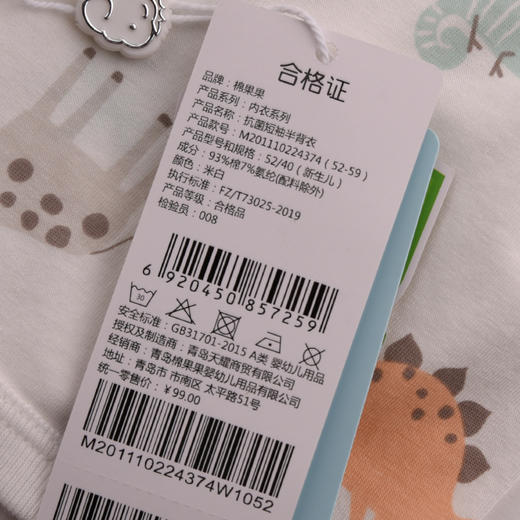 合格证
品牌：棉果果
产品系列：内衣系列
产品名称：抗菌短袖半背衣
产品款号：M201110224374（52-59）
产品型号和规格：52/40（新生儿）
成分：93%棉7%氨纶(配料除外)
颜色：米白
执行标准：FZ/T73025-2019
产品等级：合格品
检验员：008
6 920450 857259
30
安全标准：GB31701-2015 A类 婴幼儿用品
授权及制造商：青岛天耀商贸有限公司
经销商：青岛棉果果婴幼儿用品有限公司
地址：青岛市 市南区 太平路51号
统一零售价：￥99.00
M201110224374W1052